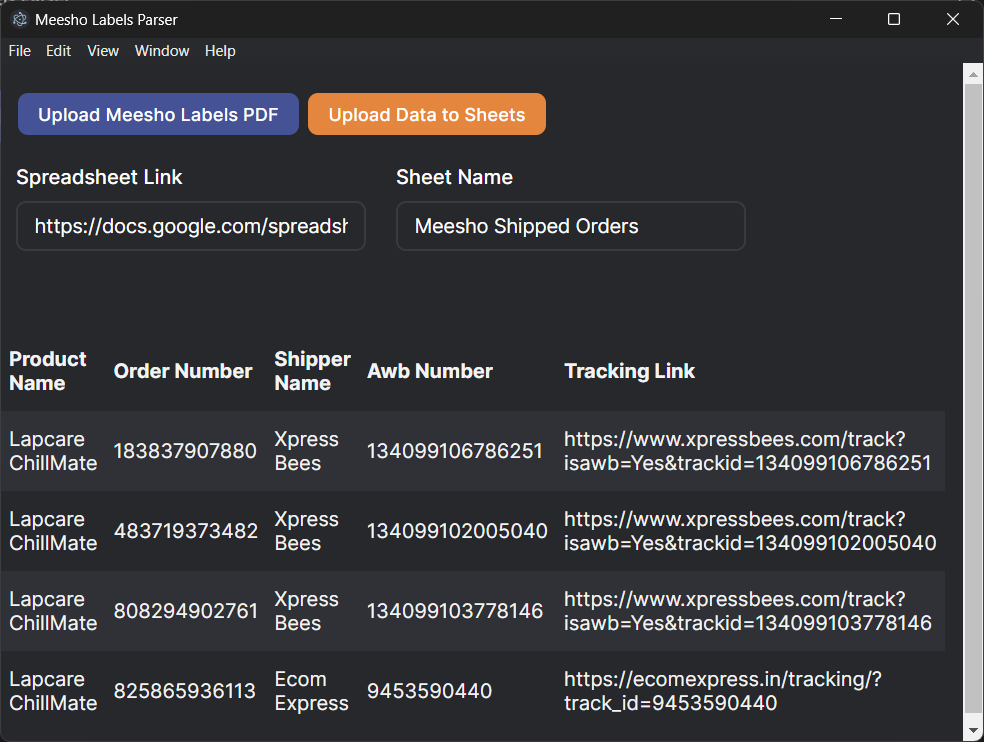 Meesho Labels Parser
File Edit View Window Help
Upload Meesho Labels PDF Upload Data to Sheets
Spreadsheet Link Sheet Name
https://docs.google.com/spreadsh Meesho Shipped Orders
Product Name Order Number Shipper Name Awb Number Tracking Link
Lapcare ChillMate 183837907880 Xpress Bees 134099106786251 https://www.xpressbees.com/track?isawb=Yes&trackid=134099106786251
Lapcare ChillMate 483719373482 Xpress Bees 134099102005040 https://www.xpressbees.com/track?isawb=Yes&trackid=134099102005040
Lapcare ChillMate 808294902761 Xpress Bees 134099103778146 https://www.xpressbees.com/track?isawb=Yes&trackid=134099103778146
Lapcare ChillMate 825865936113 Ecom Express 9453590440 https://ecomexpress.in/tracking/?track_id=9453590440